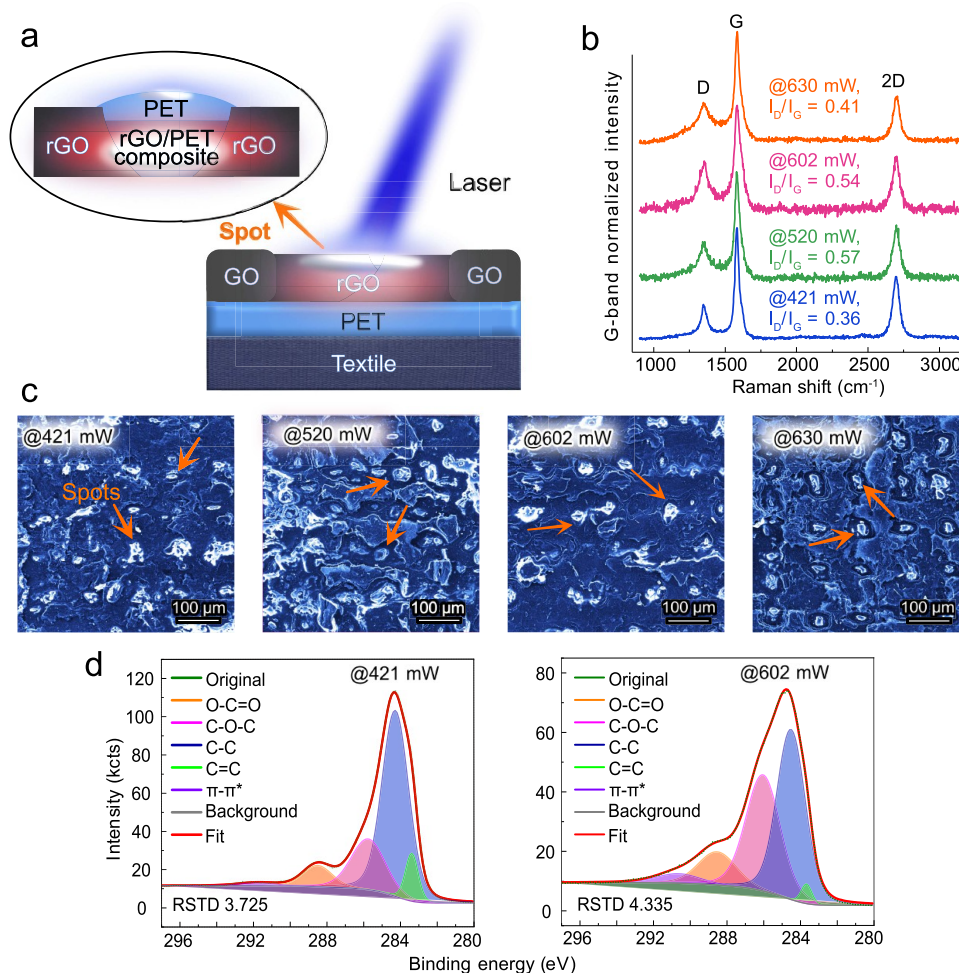 a
PET
rGO
rGO/PET
composite
rGO
Laser
Spot
GO
rGO
GO
PET
Textile
b
G-band normalized intensity
D
G
2D
@630 mW,
I_D/I_G = 0.41
@602 mW,
I_D/I_G = 0.54
@520 mW,
I_D/I_G = 0.57
@421 mW,
I_D/I_G = 0.36
1000 1500 2000 2500 3000
Raman shift (cm⁻¹)
c
@421 mW
Spots
100 µm
@520 mW
100 µm
@602 mW
100 µm
@630 mW
100 µm
d
Intensity (kcts)
120
100
80
60
40
20
0
Original
O-C=O
C-O-C
C-C
C=C
π-π*
Background
Fit
@421 mW
RSTD 3.725
296 292 288 284 280
80
60
40
20
0
Original
O-C=O
C-O-C
C-C
C=C
π-π*
Background
Fit
@602 mW
RSTD 4.335
296 292 288 284 280
Binding energy (eV)